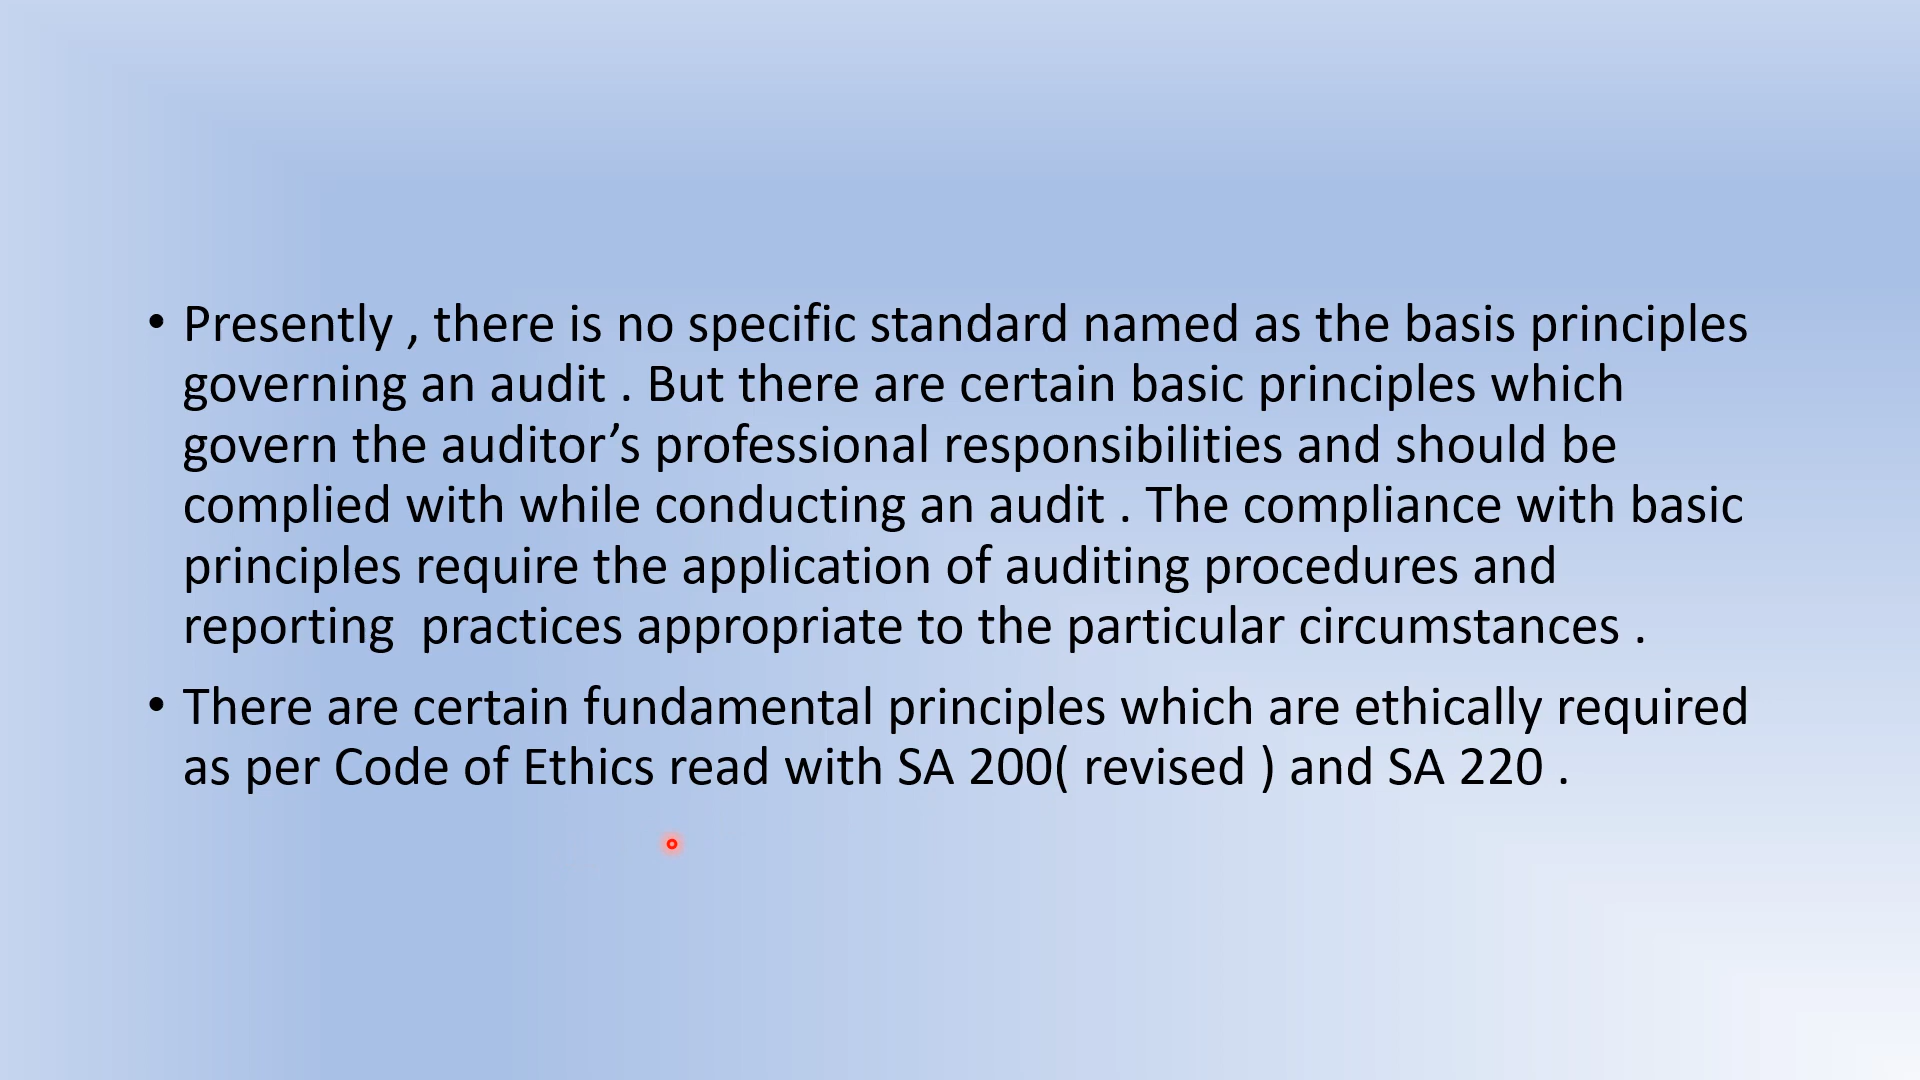 • Presently , there is no specific standard named as the basis principles
governing an audit . But there are certain basic principles which
govern the auditor’s professional responsibilities and should be
complied with while conducting an audit . The compliance with basic
principles require the application of auditing procedures and
reporting  practices appropriate to the particular circumstances .
• There are certain fundamental principles which are ethically required
as per Code of Ethics read with SA 200( revised ) and SA 220 .